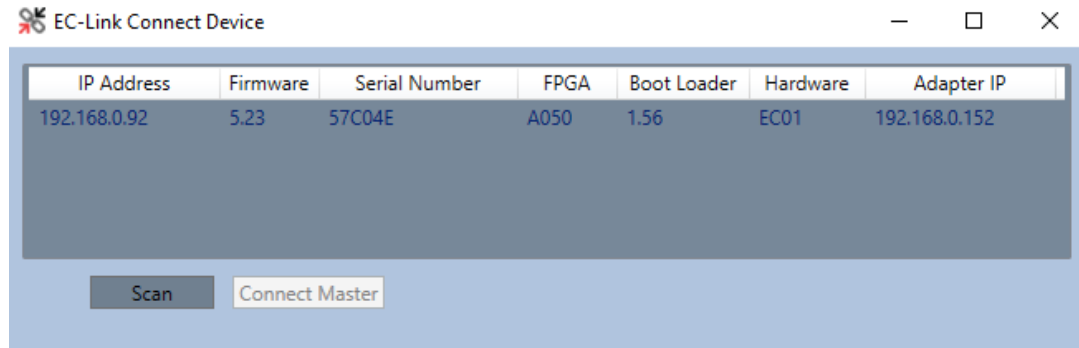 EC-Link Connect Device
IP Address Firmware Serial Number FPGA Boot Loader Hardware Adapter IP
192.168.0.92 5.23 57C04E A050 1.56 EC01 192.168.0.152
Scan Connect Master